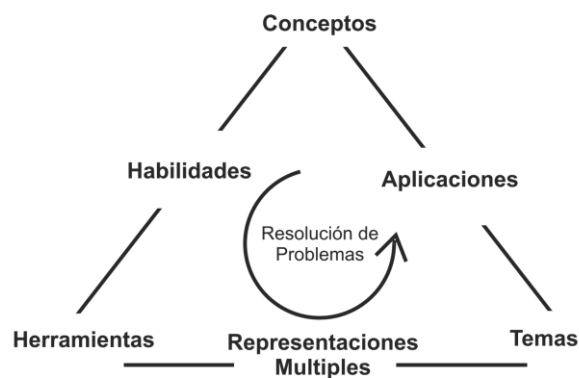 Conceptos
Habilidades
Aplicaciones
Resolución de
Problemas
Herramientas
Representaciones
Multiples
Temas